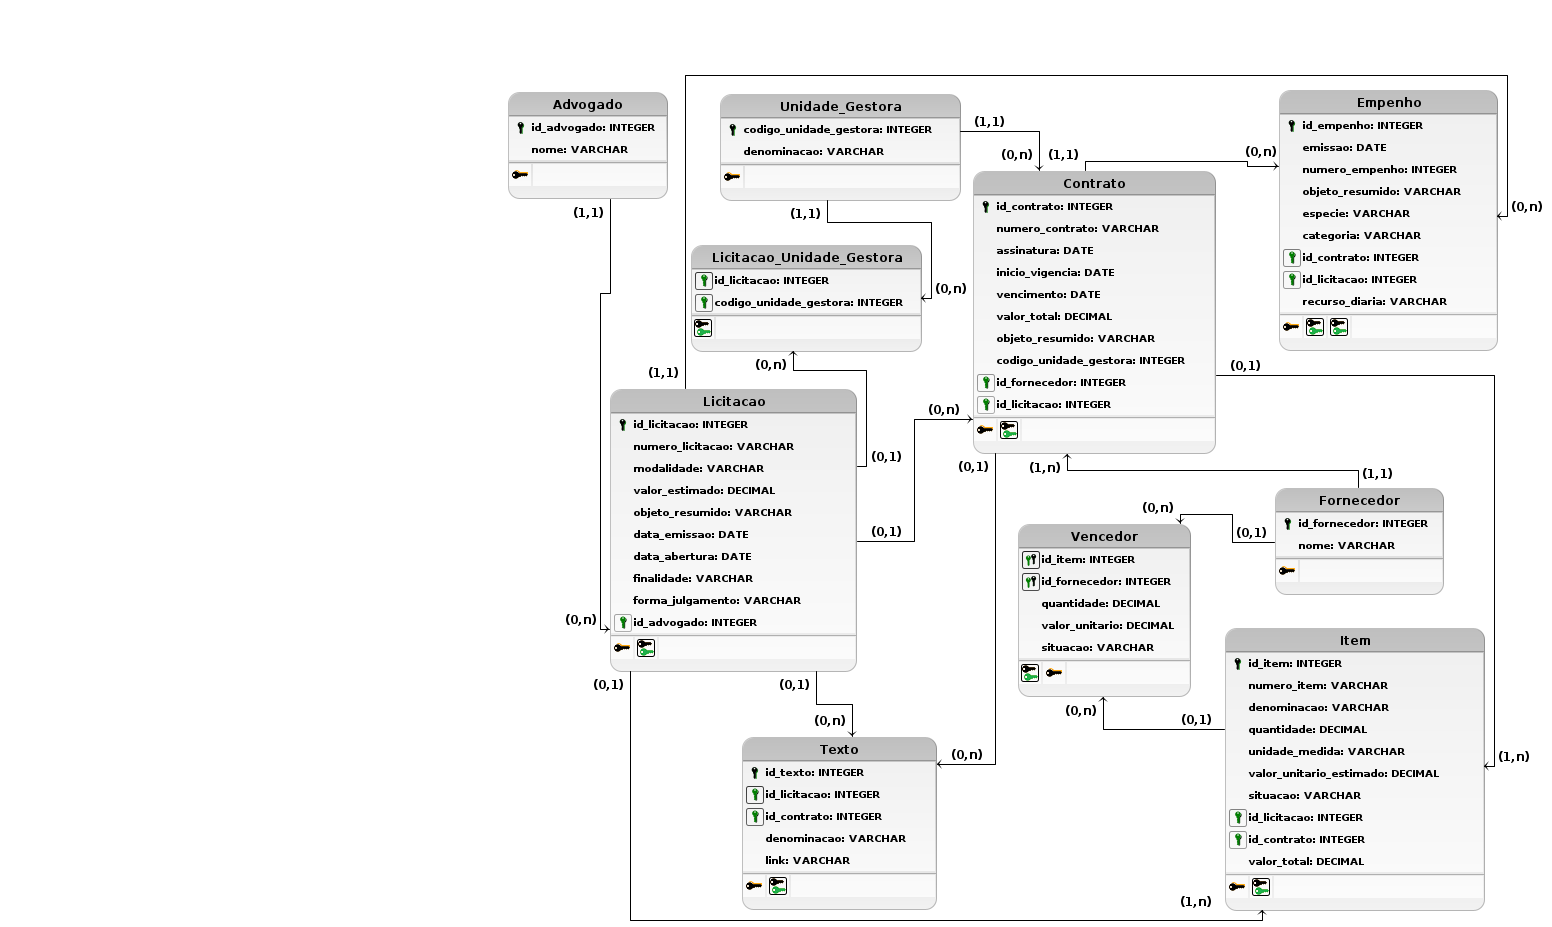 Advogado
id_advogado: INTEGER
nome: VARCHAR
(1,1)
Unidade_Gestora
codigo_unidade_gestora: INTEGER
denominacao: VARCHAR
(1,1)
(0,n)
(1,1)
Licitacao_Unidade_Gestora
id_licitacao: INTEGER
codigo_unidade_gestora: INTEGER
(0,n)
(0,n)
Contrato
id_contrato: INTEGER
numero_contrato: VARCHAR
assinatura: DATE
inicio_vigencia: DATE
vencimento: DATE
valor_total: DECIMAL
objeto_resumido: VARCHAR
codigo_unidade_gestora: INTEGER
id_fornecedor: INTEGER
id_licitacao: INTEGER
(1,1)
(0,n)
(0,1)
(0,n)
(0,1)
(1,n)
Empenho
id_empenho: INTEGER
emissao: DATE
numero_empenho: INTEGER
objeto_resumido: VARCHAR
especie: VARCHAR
categoria: VARCHAR
id_contrato: INTEGER
id_licitacao: INTEGER
recurso_diaria: VARCHAR
(0,n)
(1,1)
Licitacao
id_licitacao: INTEGER
numero_licitacao: VARCHAR
modalidade: VARCHAR
valor_estimado: DECIMAL
objeto_resumido: VARCHAR
data_emissao: DATE
data_abertura: DATE
finalidade: VARCHAR
forma_julgamento: VARCHAR
id_advogado: INTEGER
(0,1)
(0,1)
(0,n)
(0,1)
(0,1)
(0,n)
(1,1)
Fornecedor
id_fornecedor: INTEGER
nome: VARCHAR
(0,1)
(0,n)
Vencedor
id_item: INTEGER
id_fornecedor: INTEGER
quantidade: DECIMAL
valor_unitario: DECIMAL
situacao: VARCHAR
(0,n)
(0,1)
Texto
id_texto: INTEGER
id_licitacao: INTEGER
id_contrato: INTEGER
denominacao: VARCHAR
link: VARCHAR
(0,n)
Item
id_item: INTEGER
numero_item: VARCHAR
denominacao: VARCHAR
quantidade: DECIMAL
unidade_medida: VARCHAR
valor_unitario_estimado: DECIMAL
situacao: VARCHAR
id_licitacao: INTEGER
id_contrato: INTEGER
valor_total: DECIMAL
(1,n)
(1,n)